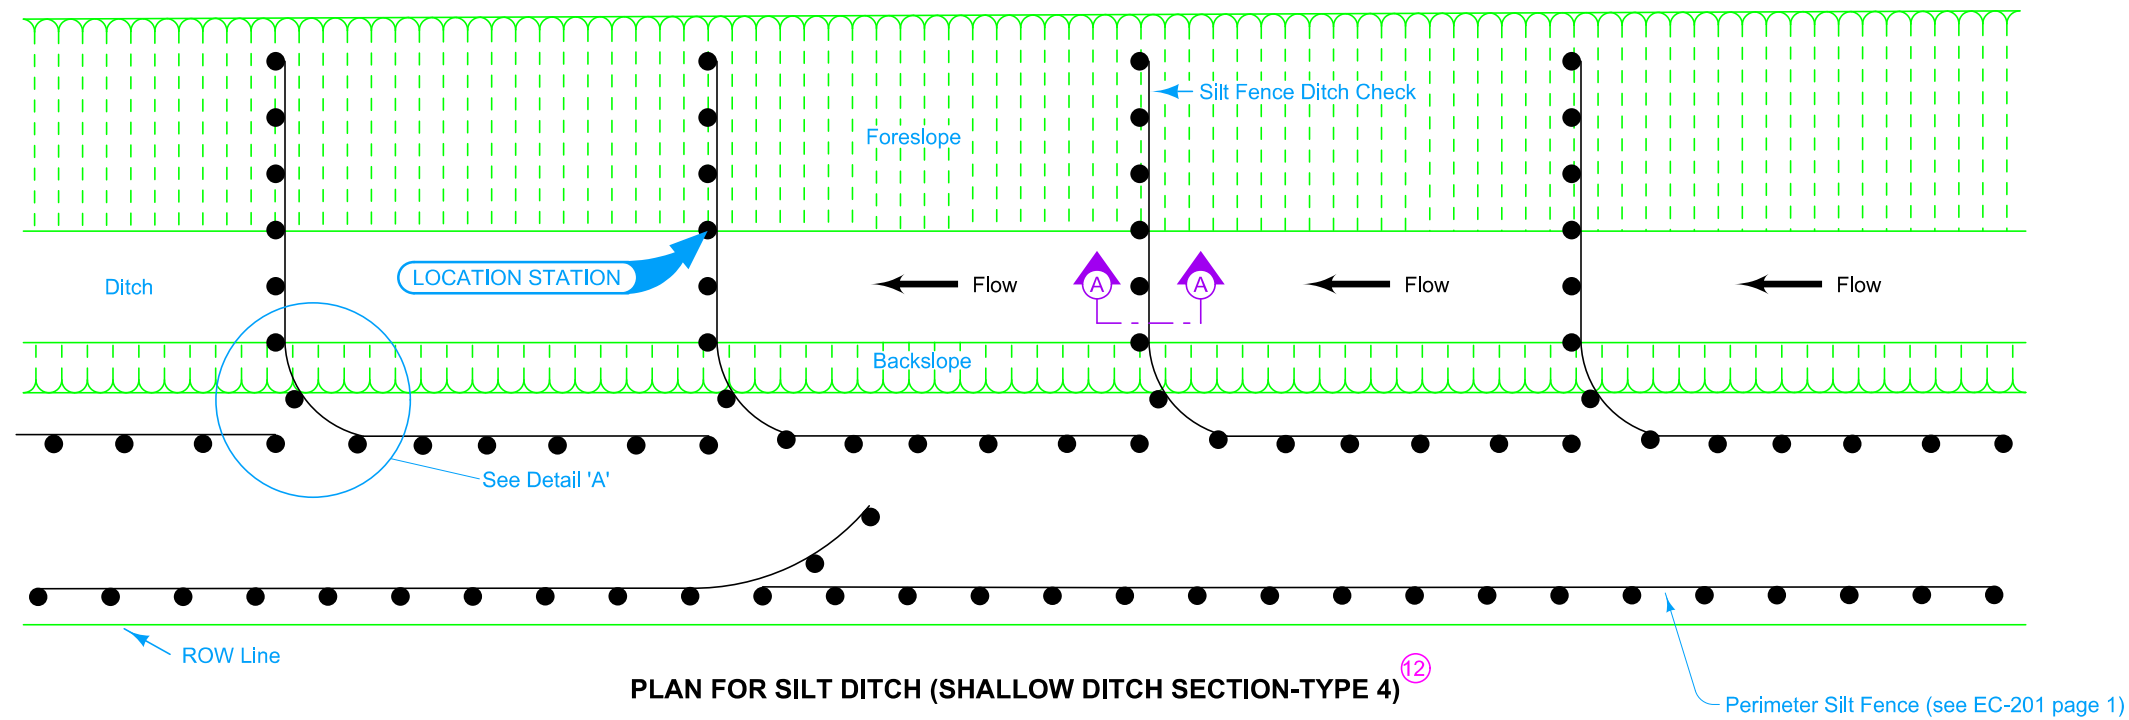 Silt Fence Ditch Check
Foreslope
LOCATION STATION
Ditch
Flow
A
A
Flow
Flow
Backslope
See Detail 'A'
ROW Line
12
PLAN FOR SILT DITCH (SHALLOW DITCH SECTION-TYPE 4)
Perimeter Silt Fence (see EC-201 page 1)